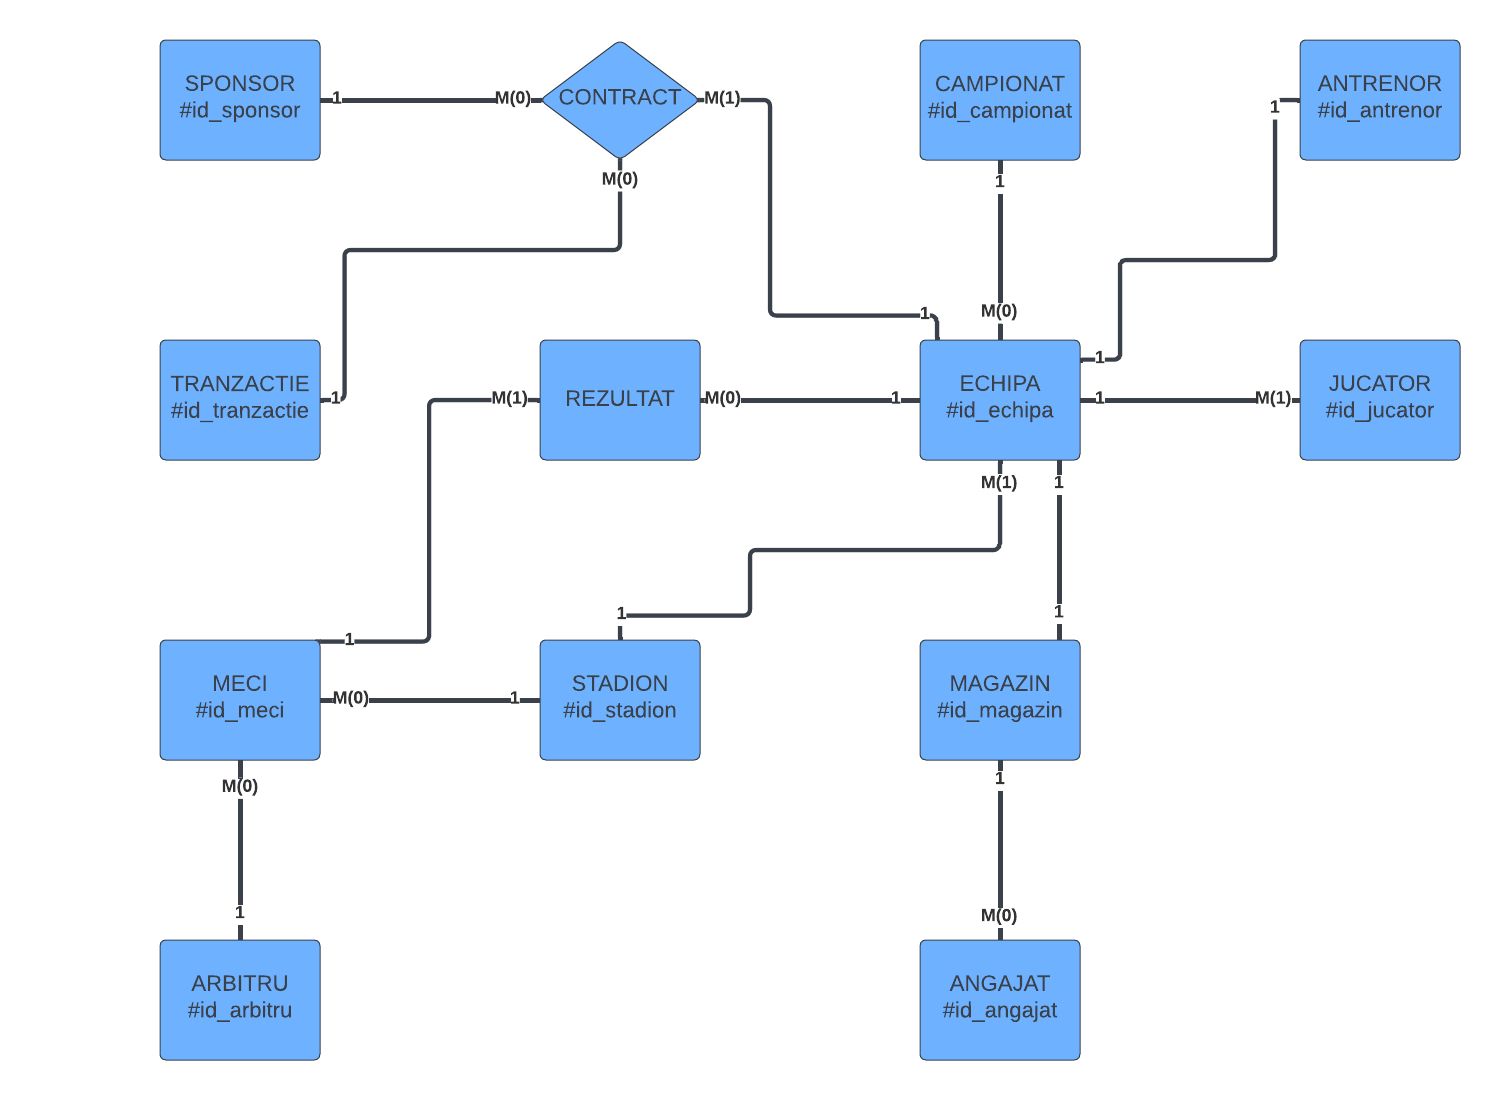 SPONSOR
#id_sponsor
1
M(0)
CONTRACT
M(1)
M(0)
CAMPIONAT
#id_campionat
1
M(0)
ANTRENOR
#id_antrenor
1
1
1
TRANZACTIE
#id_tranzactie
1
M(1)
REZULTAT
M(0)
1
ECHIPA
#id_echipa
1
M(1)
JUCATOR
#id_jucator
M(1)
1
1
1
1
MECI
#id_meci
M(0)
1
STADION
#id_stadion
MAGAZIN
#id_magazin
M(0)
1
1
M(0)
ARBITRU
#id_arbitru
ANGAJAT
#id_angajat